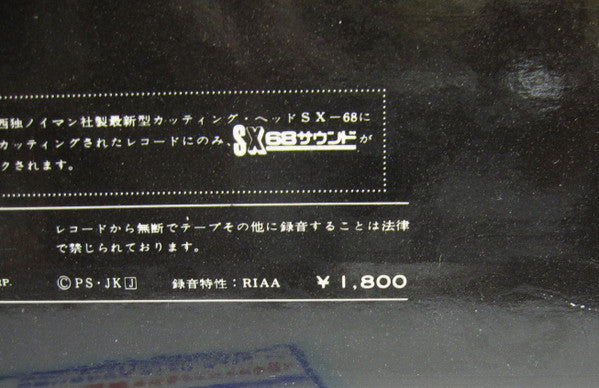 西独ノイマン社製最新型カッティング・ヘッドSX−68に
カッティングされたレコードにのみ、SX68サウンドが
クされます。
レコードから無断でテープその他に録音することは法律
で禁じられております。
RP. ©PS・JK[J] 録音特性：RIAA ￥1,800